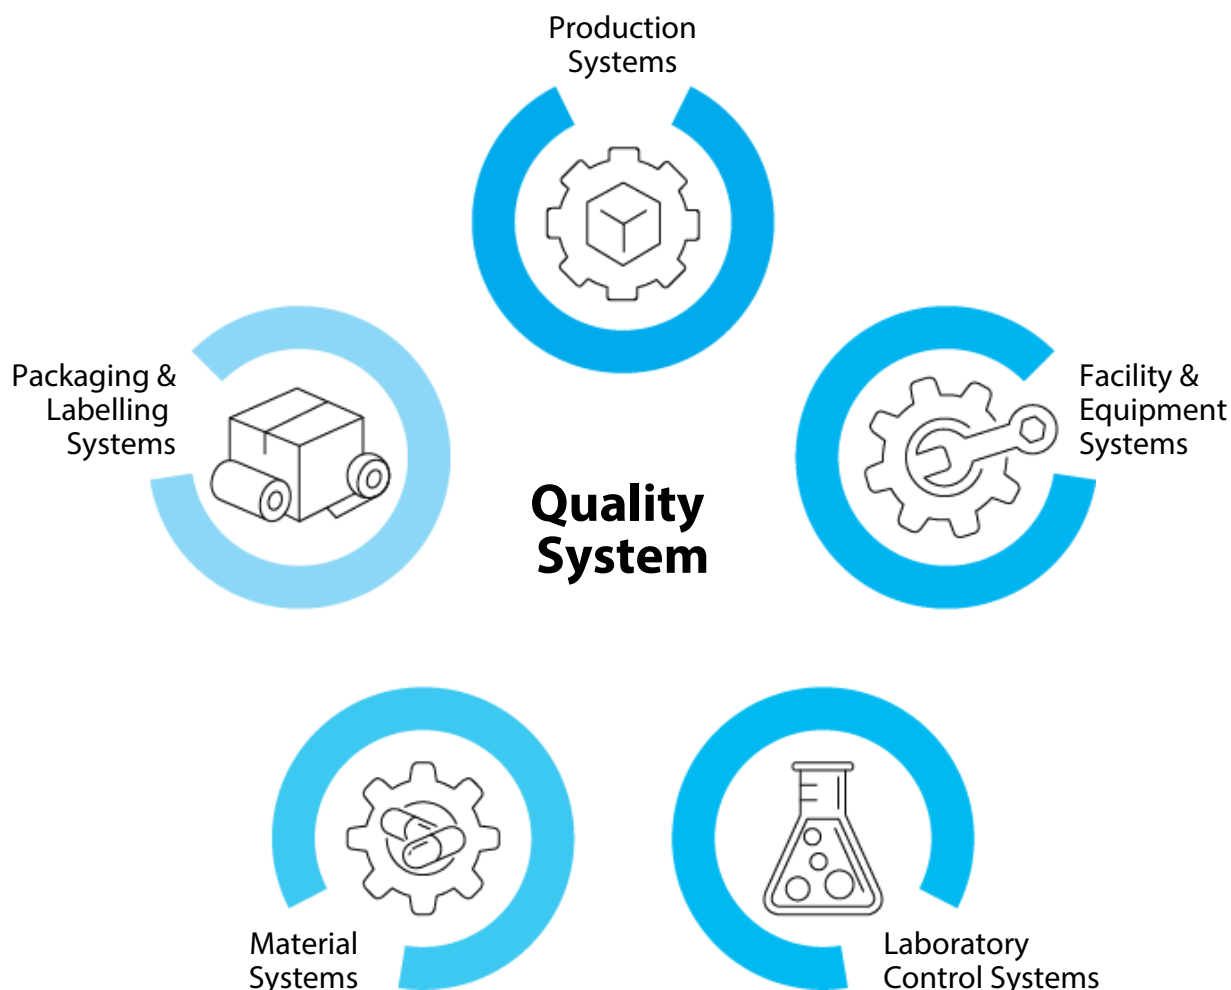 Production
Systems
Packaging &
Labelling
Systems
Facility &
Equipment
Systems
Quality
System
Material
Systems
Laboratory
Control Systems